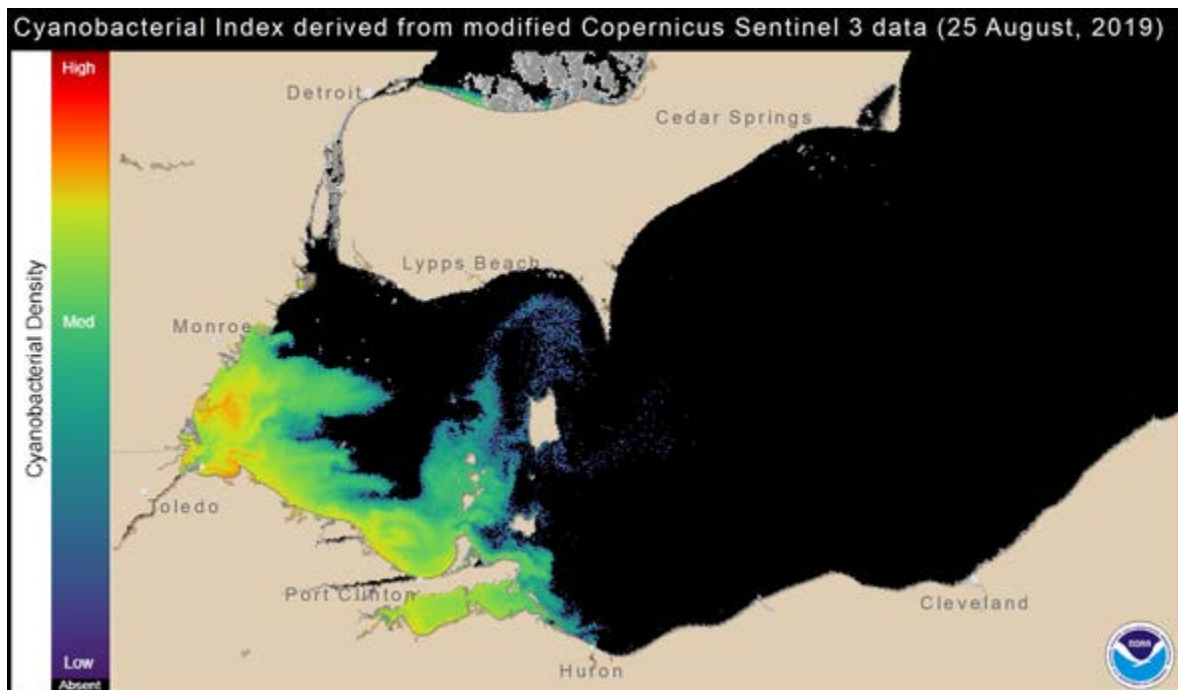 Cyanobacterial Index derived from modified Copernicus Sentinel 3 data (25 August, 2019)
High
Detroit
Cedar Springs
Lypps Beach
Med
Monroe
Cyanobacterial Density
Toledo
Port Clinton
Cleveland
Low
Huron
Absent
NOAA